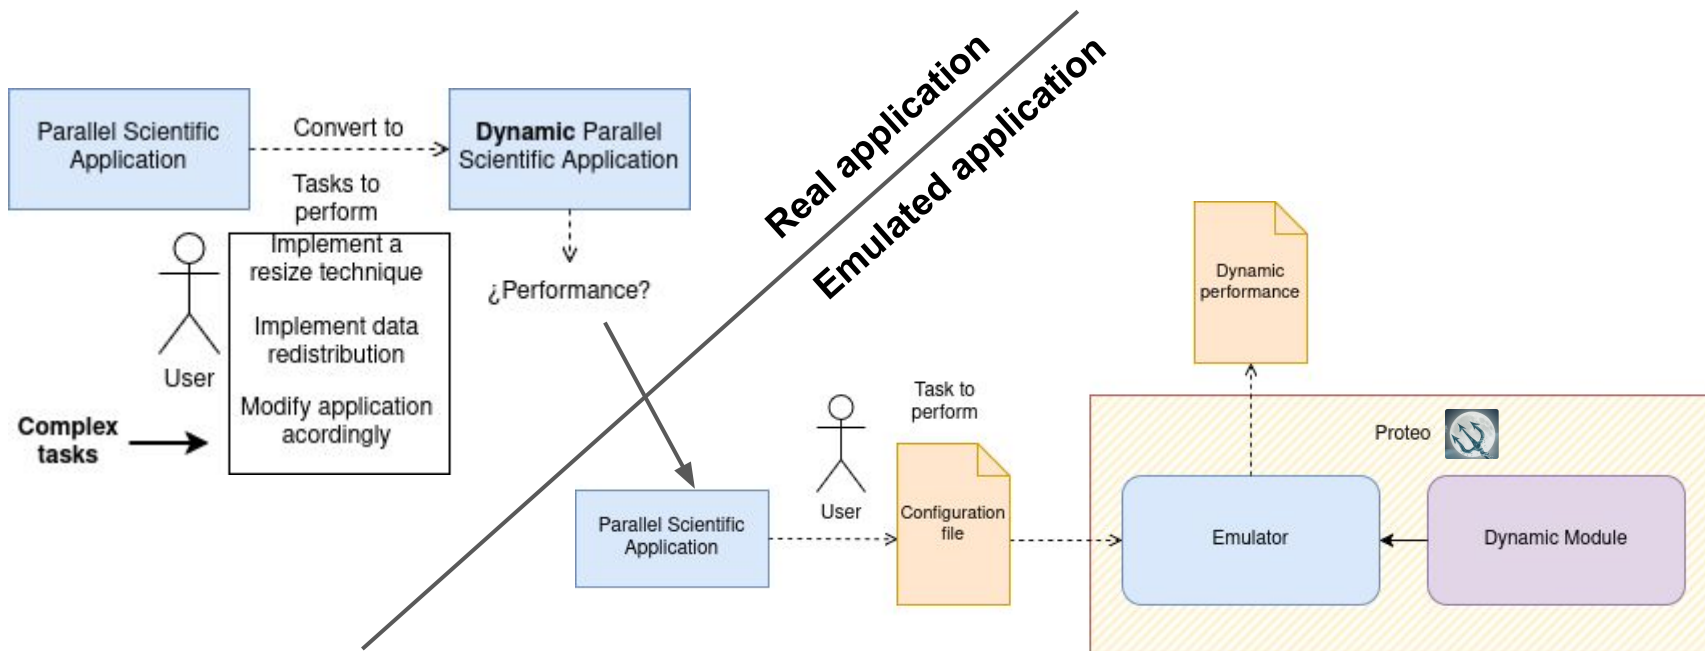 Parallel Scientific
Application
Convert to
Dynamic Parallel
Scientific Application
Tasks to
perform
Implement a
resize technique
Implement data
redistribution
Modify application
acordingly
User
Complex
tasks
¿Performance?
Real application
Emulated application
Parallel Scientific
Application
User
Task to
perform
Configuration
file
Dynamic
performance
Proteo
Emulator
Dynamic Module